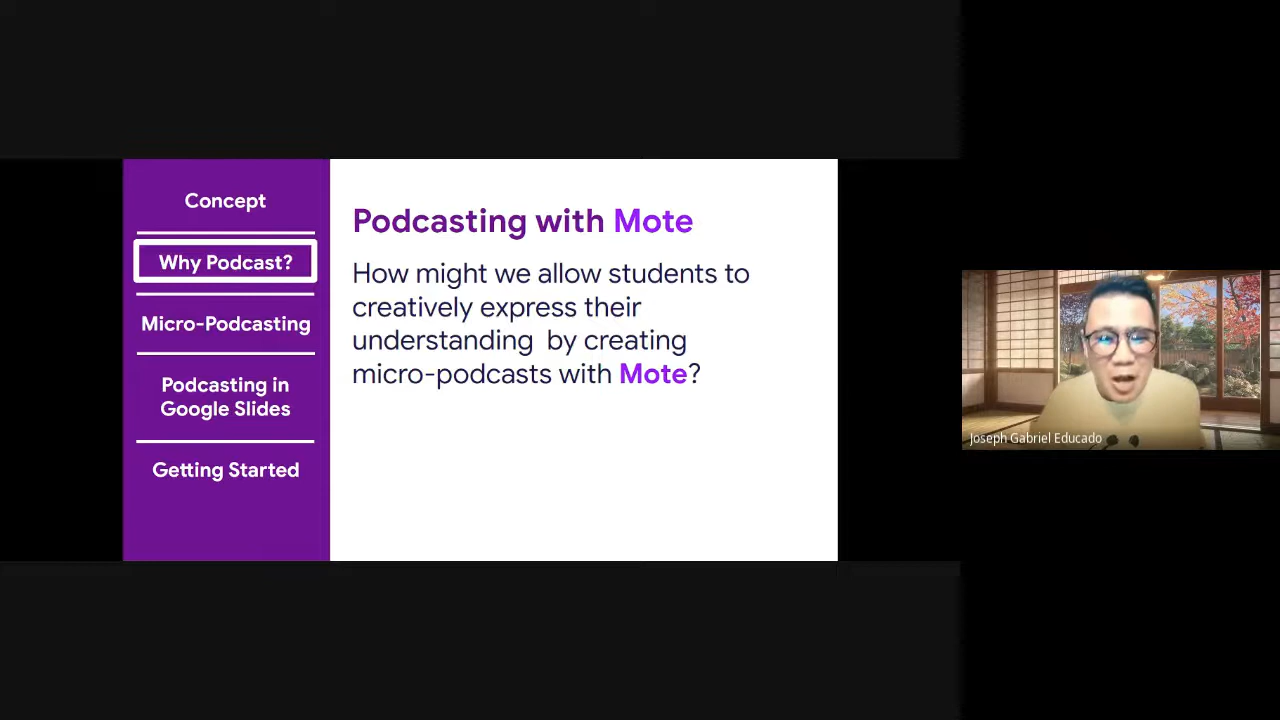 Concept
Why Podcast?
Micro-Podcasting
Podcasting in
Google Slides
Getting Started
Podcasting with Mote
How might we allow students to
creatively express their
understanding by creating
micro-podcasts with Mote?
Joseph Gabriel Educado